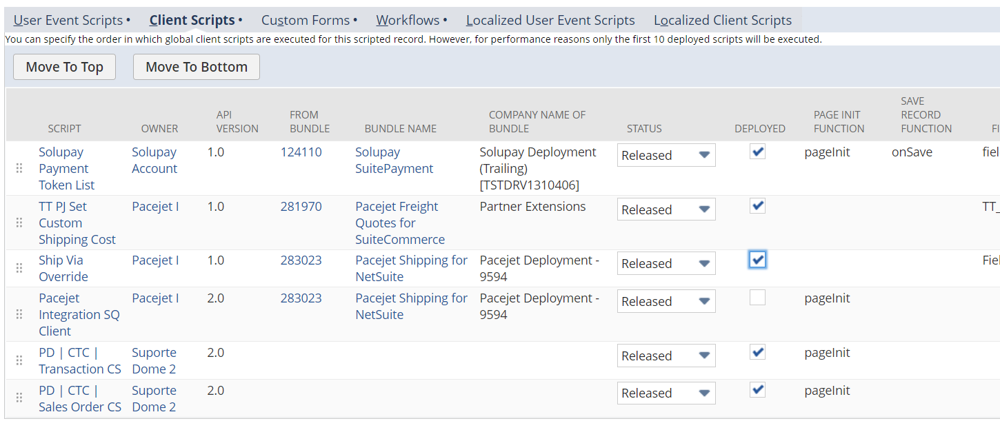 User Event Scripts • Client Scripts • Custom Forms • Workflows • Localized User Event Scripts Localized Client Scripts
You can specify the order in which global client scripts are executed for this scripted record. However, for performance reasons only the first 10 deployed scripts will be executed.
Move To Top Move To Bottom
SCRIPT OWNER API VERSION FROM BUNDLE BUNDLE NAME COMPANY NAME OF BUNDLE STATUS DEPLOYED PAGE INIT FUNCTION SAVE RECORD FUNCTION FI
Solupay Solupay 1.0 124110 Solupay Solupay Deployment Released pageInit onSave fiel
Payment Account SuitePayment (Trailing)
Token List [TSTDRV1310406]
TT PJ Set Pacejet I 1.0 281970 Pacejet Freight Partner Extensions Released TT_
Custom Quotes for
Shipping Cost SuiteCommerce
Ship Via Pacejet I 1.0 283023 Pacejet Shipping for Pacejet Deployment - Released Fiel
Override NetSuite 9594
Pacejet Pacejet I 2.0 283023 Pacejet Shipping for Pacejet Deployment - Released pageInit
Integration SQ NetSuite 9594
Client
PD | CTC | Suporte 2.0 Released pageInit
Transaction CS Dome 2
PD | CTC | Suporte 2.0 Released pageInit
Sales Order CS Dome 2